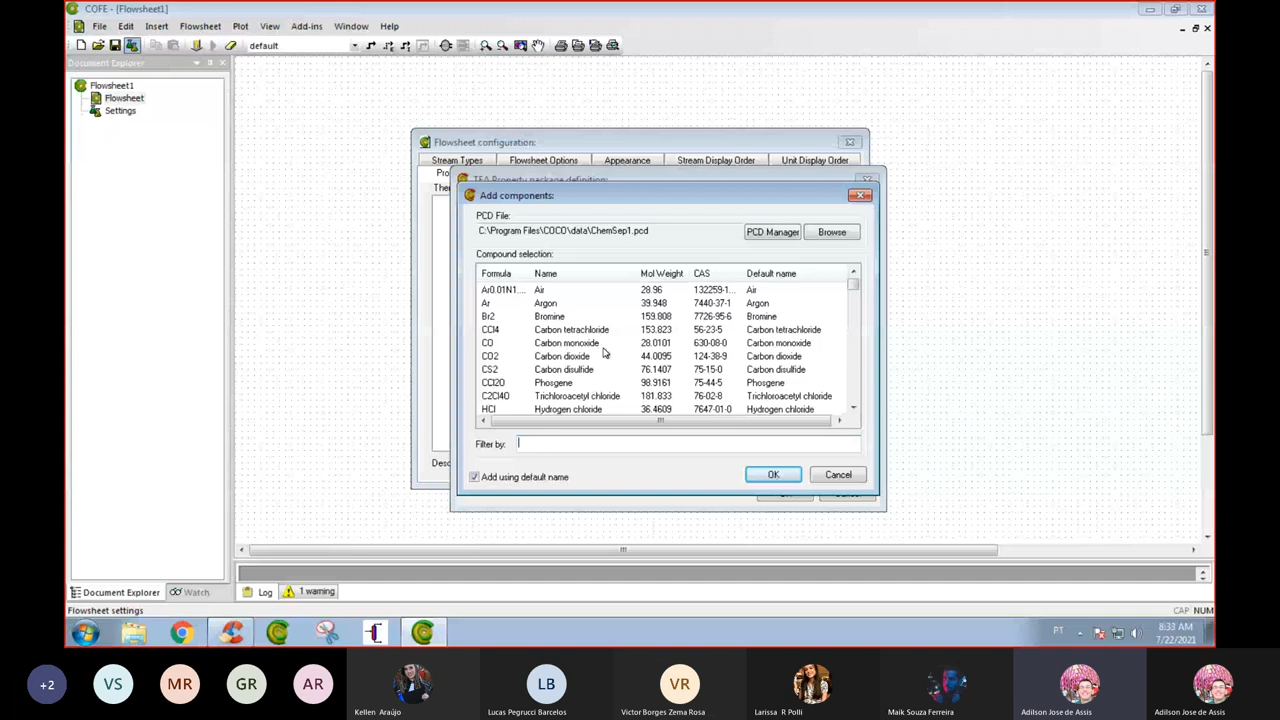 COFE - [Flowsheet1]
File Edit Insert Flowsheet Plot View Add-ins Window Help
default
Document Explorer
Flowsheet1
Flowsheet
Settings
Flowsheet configuration:
Stream Types Flowsheet Options Appearance Stream Display Order Unit Display Order
TEA Property package definition:
Add components:
PCD File:
C:\Program Files\COCO\data\ChemSep1.pcd
PCD Manager Browse
Compound selection:
Formula Name Mol Weight CAS Default name
Ar0.01N1.... Air 28.96 132259-1... Air
Ar Argon 39.948 7440-37-1 Argon
Br2 Bromine 159.808 7726-95-6 Bromine
CCl4 Carbon tetrachloride 153.823 56-23-5 Carbon tetrachloride
CO Carbon monoxide 28.0101 630-08-0 Carbon monoxide
CO2 Carbon dioxide 44.0095 124-38-9 Carbon dioxide
CS2 Carbon disulfide 76.1407 75-15-0 Carbon disulfide
CCl2O Phosgene 98.9161 75-44-5 Phosgene
C2Cl4O Trichloroacetyl chloride 181.833 76-02-8 Trichloroacetyl chloride
HCl Hydrogen chloride 36.4609 7647-01-0 Hydrogen chloride
Filter by:
Add using default name
OK Cancel
Document Explorer Watch
Log 1 warning
Flowsheet settings
CAP NUM
PT
8:33 AM
7/22/2021
+2 VS MR GR AR LB VR
Kellen Araújo Lucas Pegrucci Barcelos Victor Borges Zema Rosa Larissa R Polli Maik Souza Ferreira Adilson Jose de Assis Adilson Jose de Assis